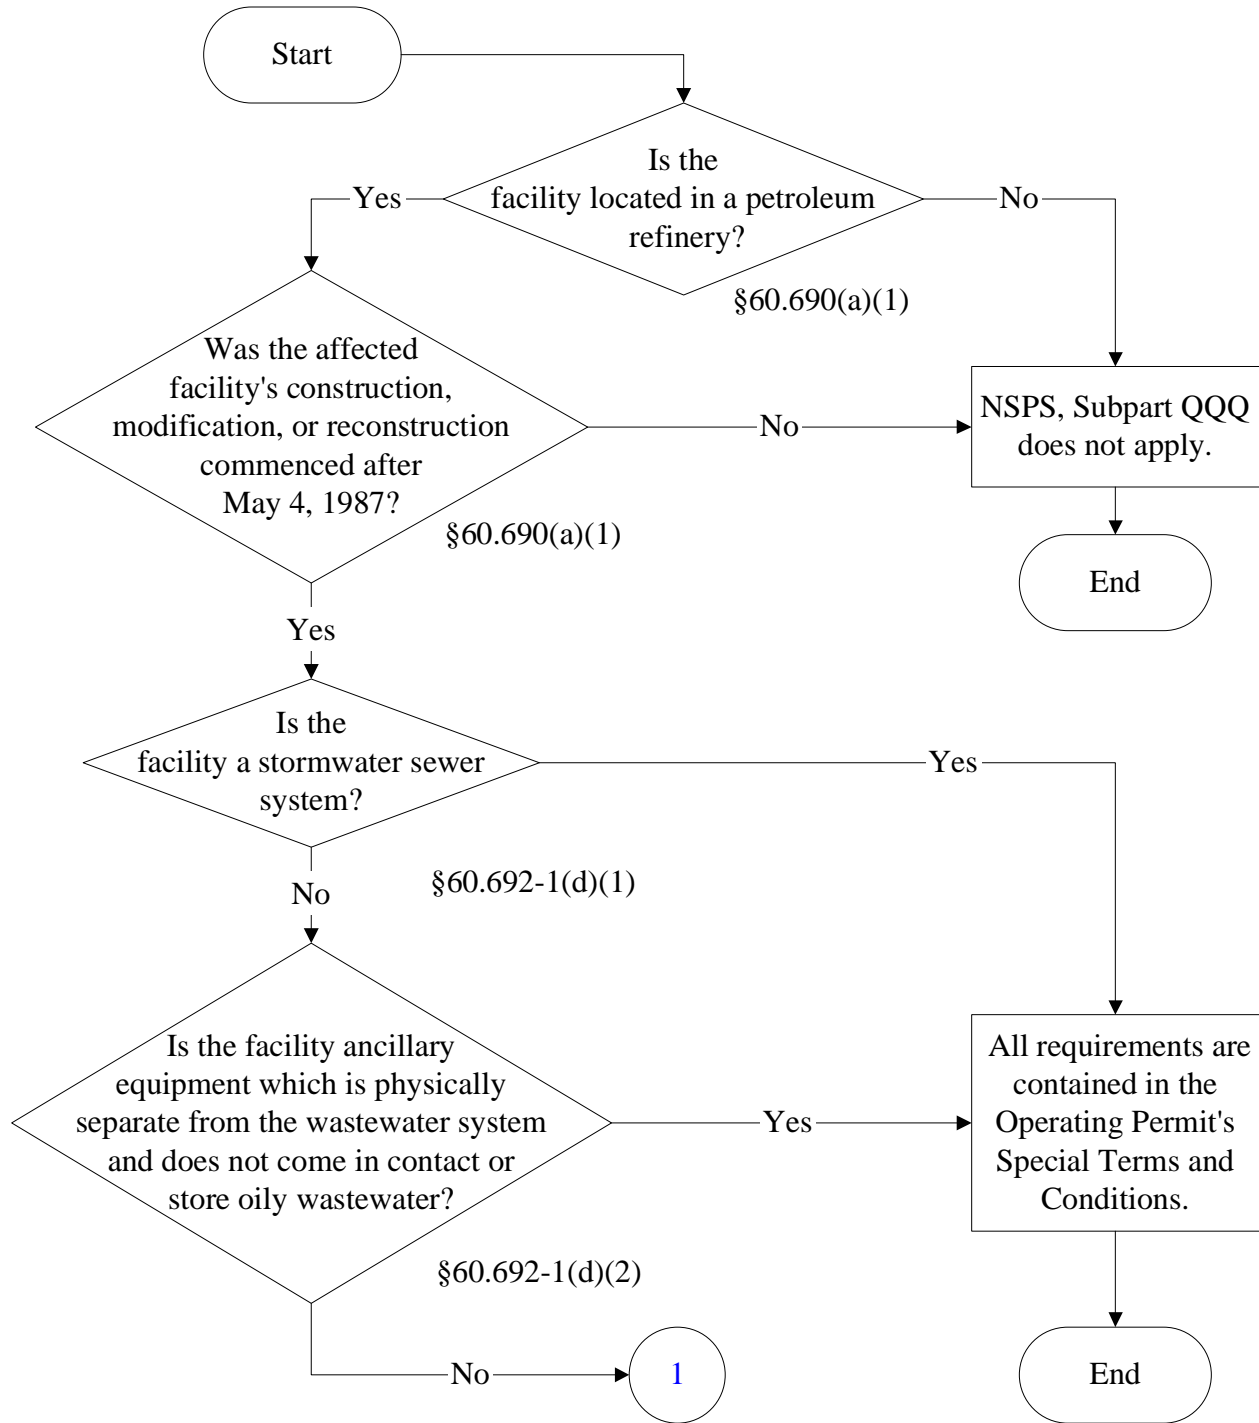 Start
Is the
facility located in a petroleum
refinery?
Yes
No
§60.690(a)(1)
Was the affected
facility's construction,
modification, or reconstruction
commenced after
May 4, 1987?
No
NSPS, Subpart QQQ
does not apply.
§60.690(a)(1)
End
Yes
Is the
facility a stormwater sewer
system?
Yes
No
§60.692-1(d)(1)
Is the facility ancillary
equipment which is physically
separate from the wastewater system
and does not come in contact or
store oily wastewater?
Yes
All requirements are
contained in the
Operating Permit's
Special Terms and
Conditions.
§60.692-1(d)(2)
No
1
End